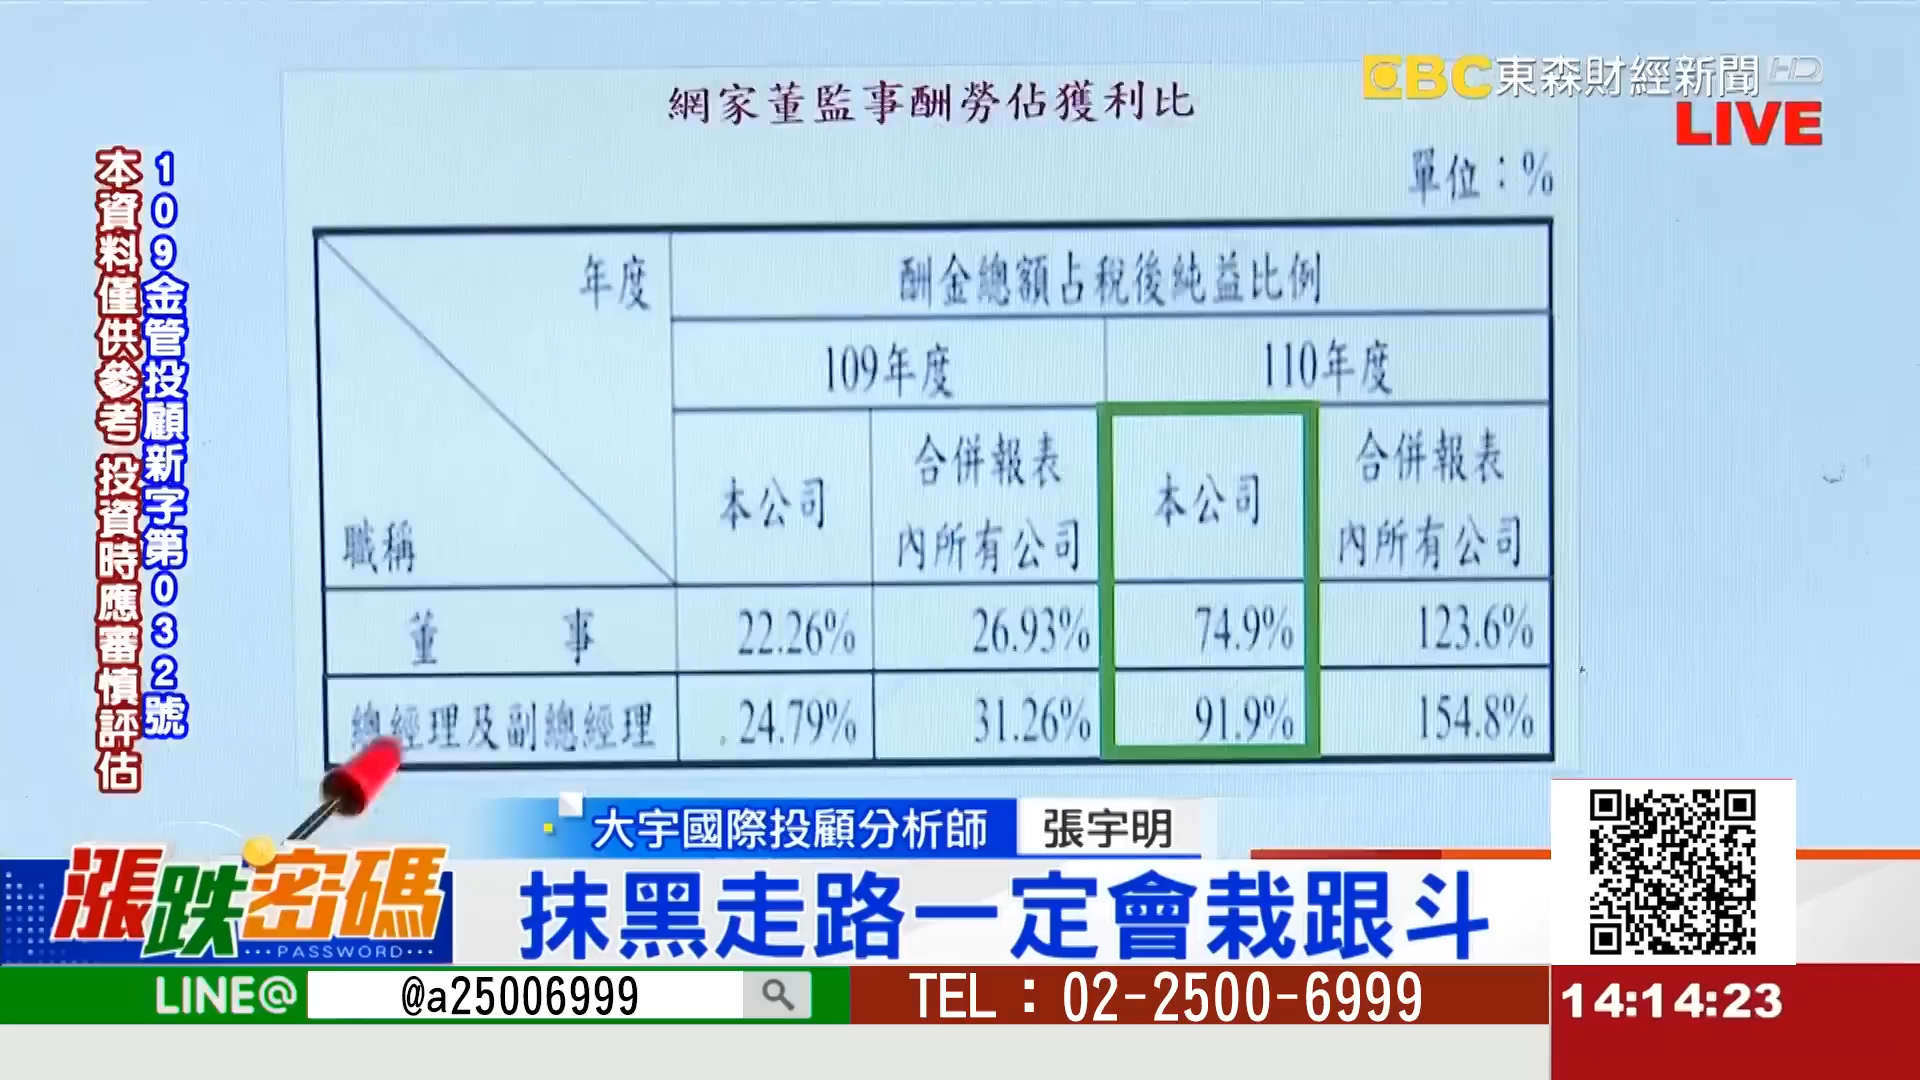 網家董監事酬勞佔獲利比
EBC東森財經新聞HD
LIVE
單位：%
109金管投顧新字第032號
本資料僅供參考 投資時應審慎評估
年度
職稱
酬金總額占稅後純益比例
109年度
110年度
本公司
合併報表
內所有公司
本公司
合併報表
內所有公司
董事 22.26% 26.93% 74.9% 123.6%
總經理及副總經理 24.79% 31.26% 91.9% 154.8%
大宇國際投顧分析師 張宇明
漲跌密碼
PASSWORD
抹黑走路一定會栽跟斗
LINE@ @a25006999
TEL：02-2500-6999
14:14:23